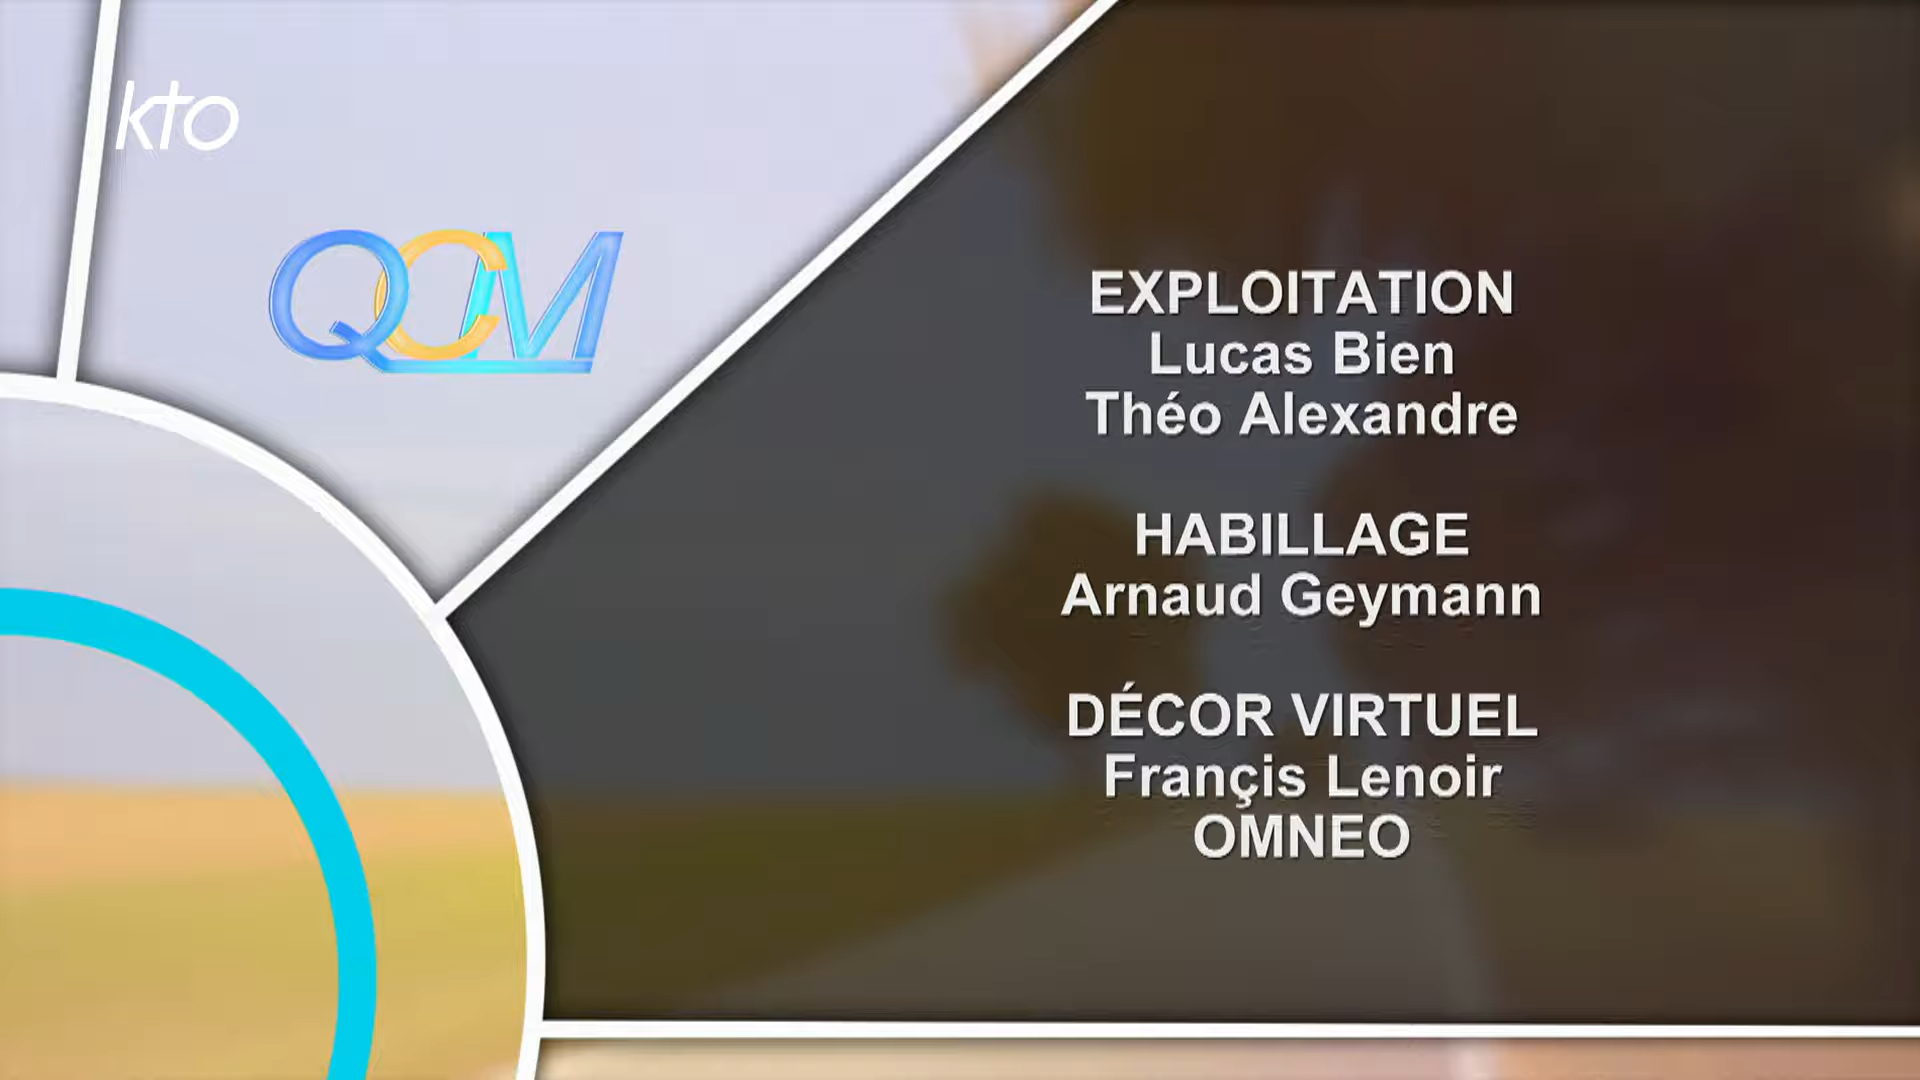 kto
QCM
EXPLOITATION
Lucas Bien
Théo Alexandre
HABILLAGE
Arnaud Geymann
DÉCOR VIRTUEL
Françis Lenoir
OMNEO